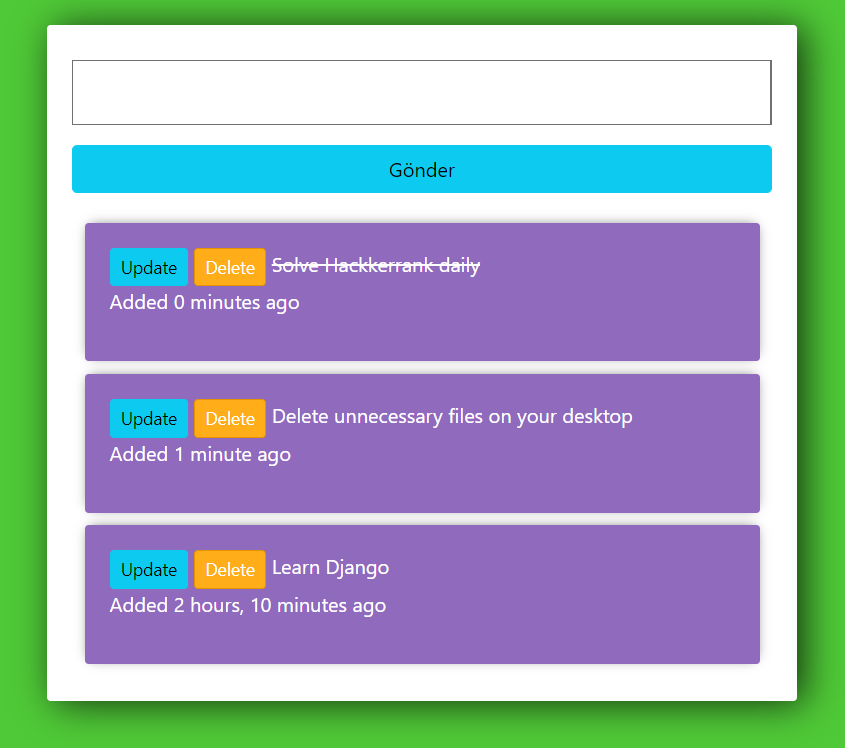 Gönder
Update Delete Solve Hackkerrank daily
Added 0 minutes ago
Update Delete Delete unnecessary files on your desktop
Added 1 minute ago
Update Delete Learn Django
Added 2 hours, 10 minutes ago